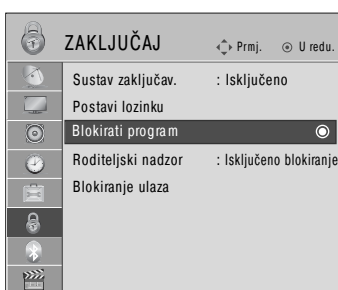 ZAKLJUČAJ Prmj. U redu.
Sustav zaključav. : Isključeno
Postavi lozinku
Blokirati program
Roditeljski nadzor : Isključeno blokiranje
Blokiranje ulaza